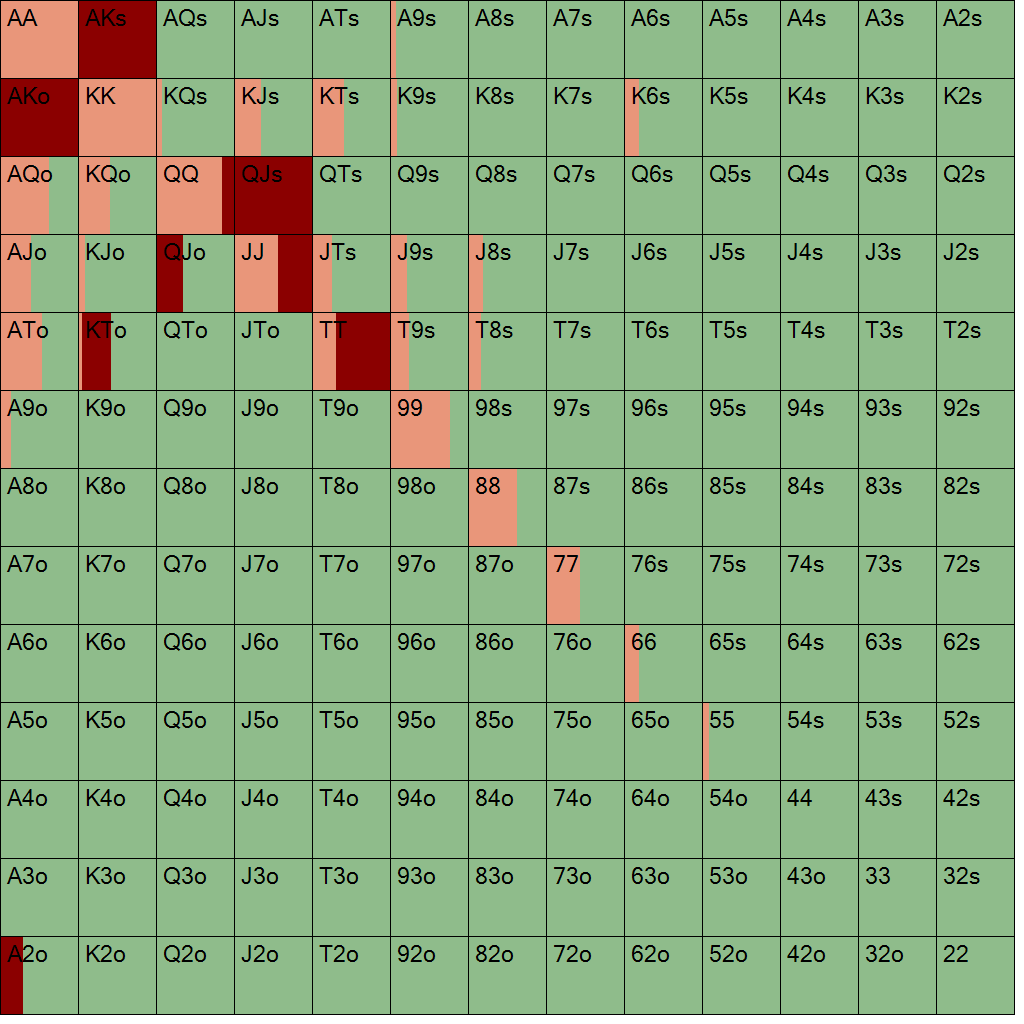 AA AKs AQs AJs ATs A9s A8s A7s A6s A5s A4s A3s A2s
AKo KK KQs KJs KTs K9s K8s K7s K6s K5s K4s K3s K2s
AQo KQo QQ QJs QTs Q9s Q8s Q7s Q6s Q5s Q4s Q3s Q2s
AJo KJo QJo JJ JTs J9s J8s J7s J6s J5s J4s J3s J2s
ATo KTo QTo JTo TT T9s T8s T7s T6s T5s T4s T3s T2s
A9o K9o Q9o J9o T9o 99 98s 97s 96s 95s 94s 93s 92s
A8o K8o Q8o J8o T8o 98o 88 87s 86s 85s 84s 83s 82s
A7o K7o Q7o J7o T7o 97o 87o 77 76s 75s 74s 73s 72s
A6o K6o Q6o J6o T6o 96o 86o 76o 66 65s 64s 63s 62s
A5o K5o Q5o J5o T5o 95o 85o 75o 65o 55 54s 53s 52s
A4o K4o Q4o J4o T4o 94o 84o 74o 64o 54o 44 43s 42s
A3o K3o Q3o J3o T3o 93o 83o 73o 63o 53o 43o 33 32s
A2o K2o Q2o J2o T2o 92o 82o 72o 62o 52o 42o 32o 22